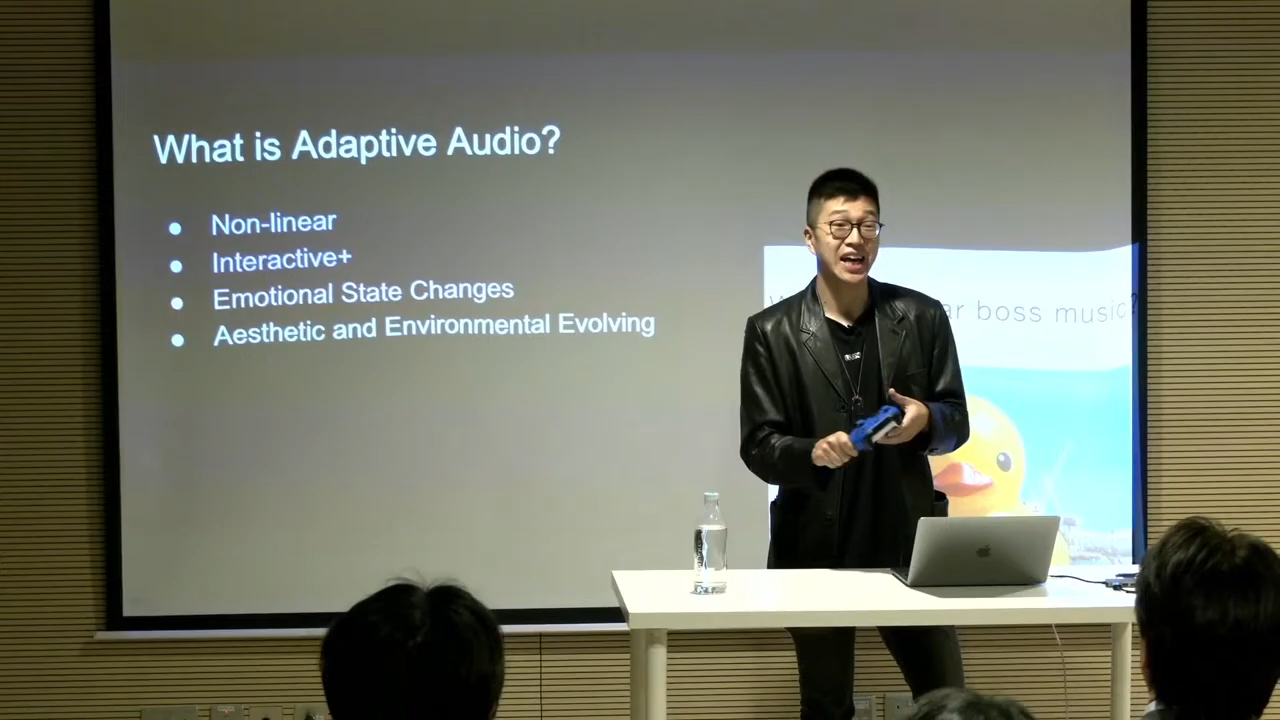 What is Adaptive Audio?
Non-linear
Interactive+
Emotional State Changes
Aesthetic and Environmental Evolving
boss music?